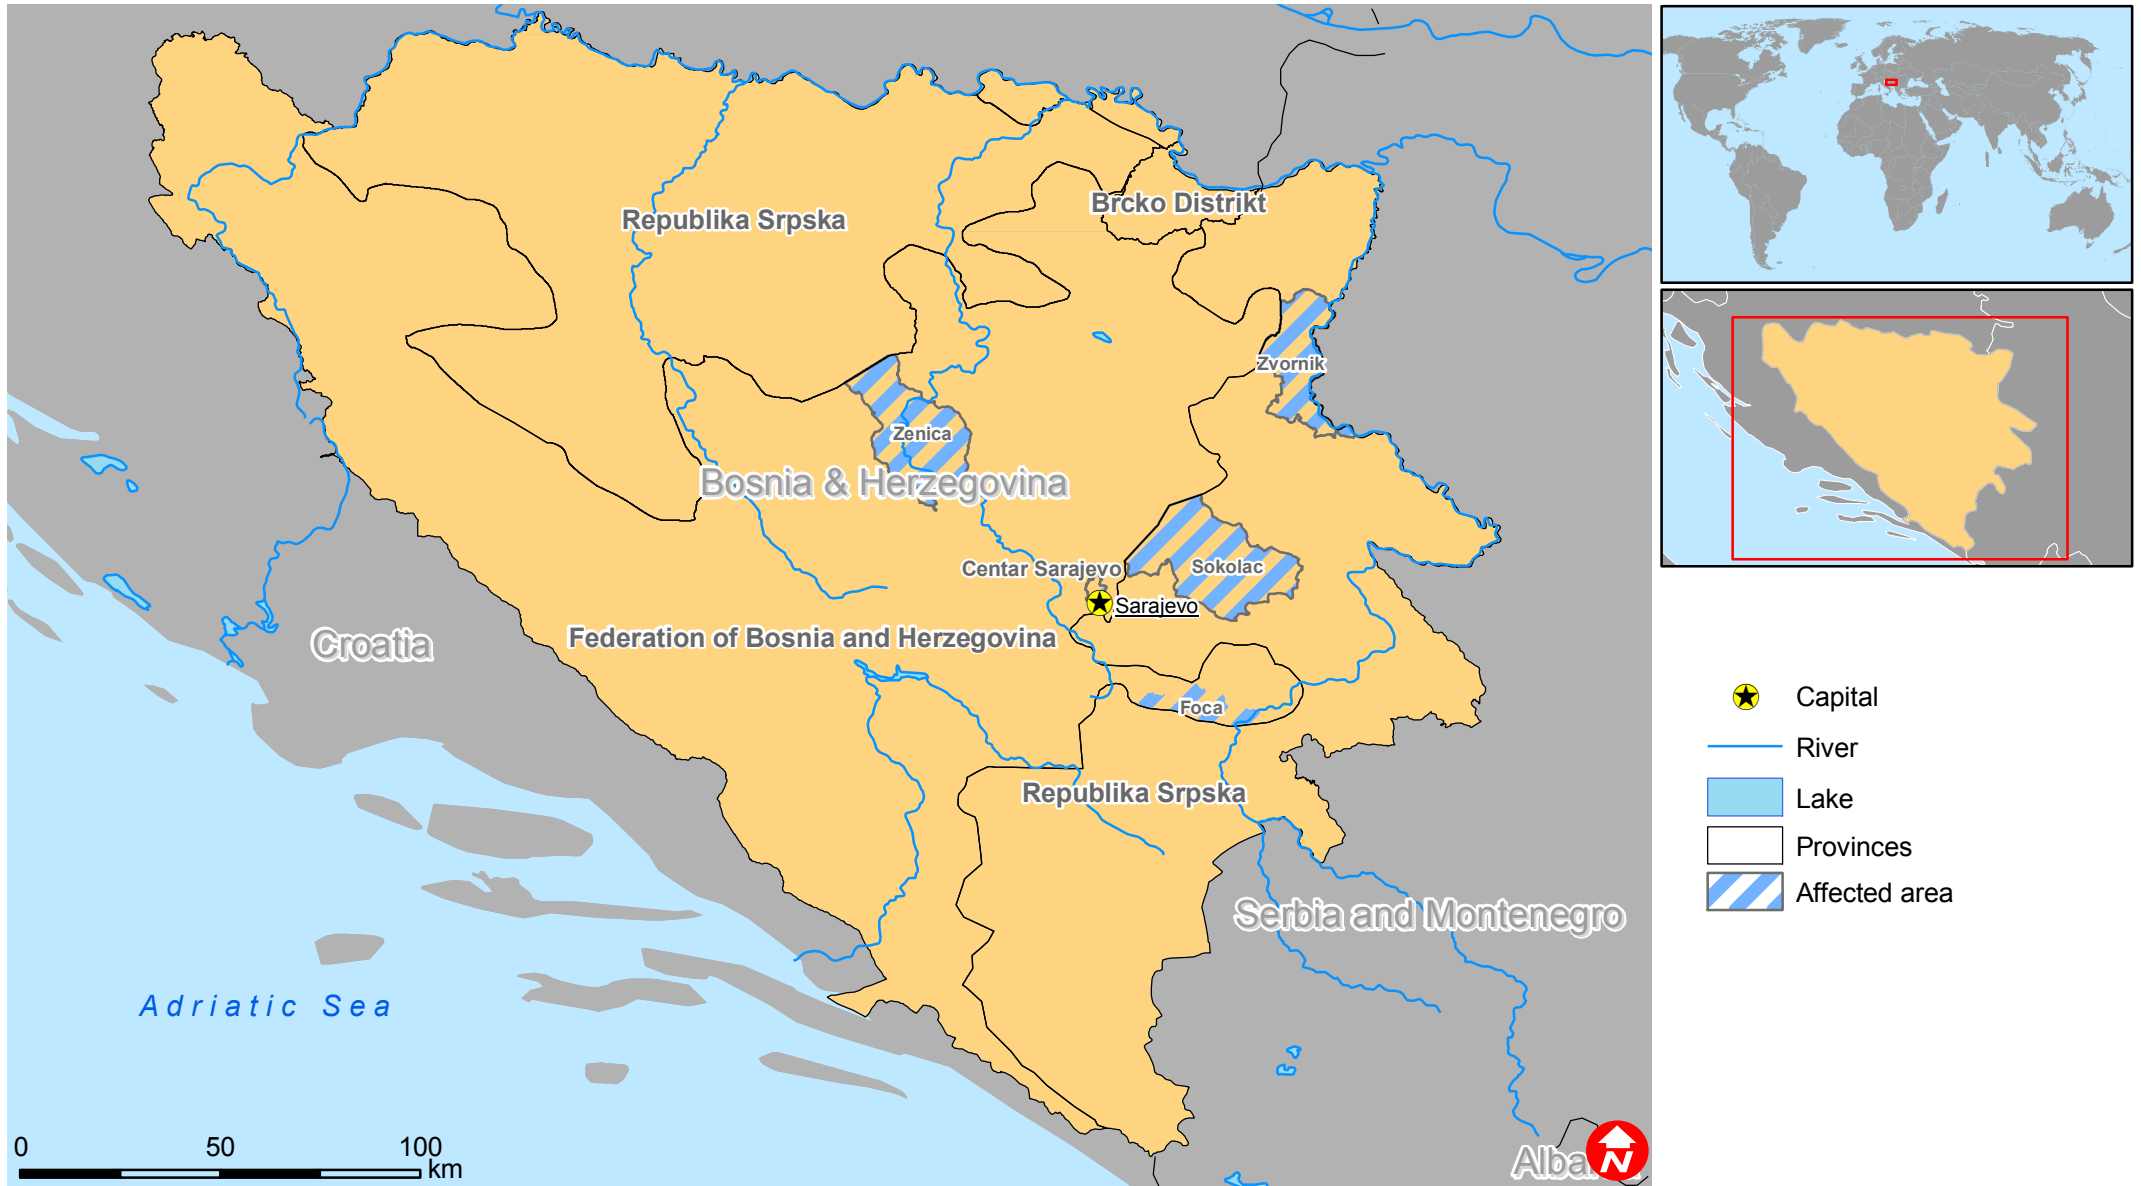 Republika Srpska
Brcko Distrikt
Zvornik
Zenica
Bosnia & Herzegovina
Centar Sarajevo
Sokolac
Sarajevo
Croatia
Federation of Bosnia and Herzegovina
Foca
Republika Srpska
Serbia and Montenegro
Adriatic Sea
0 50 100
km
N
Capital
River
Lake
Provinces
Affected area